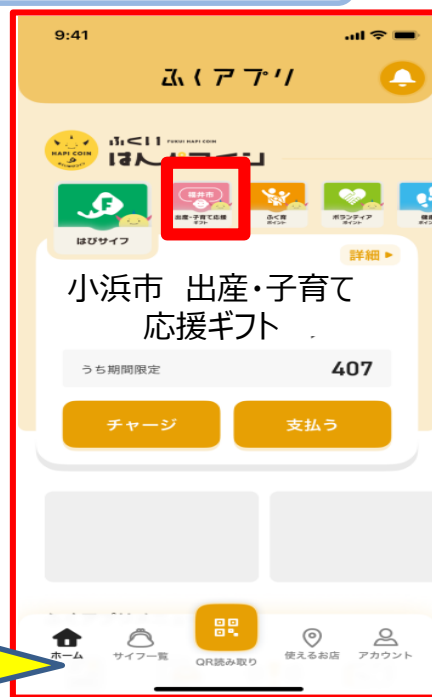 9:41
ふくアプリ
HAPI COIN
ふくい FUKUI HAPI COIN
はぴサイフ
福井市
出産・子育て応援
ギフト
ふく育
ポイント
ボランティア
ポイント
詳細
小浜市 出産・子育て
応援ギフト
うち期間限定 407
チャージ 支払う
ホーム サイフ一覧 QR読み取り 使えるお店 アカウント